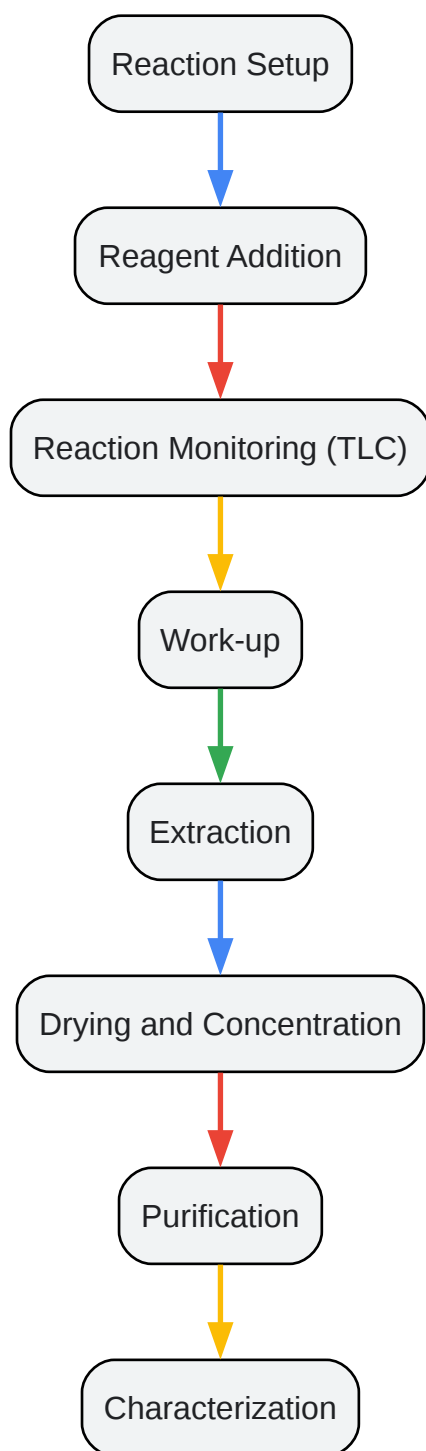 Reaction Setup
Reagent Addition
Reaction Monitoring (TLC)
Work-up
Extraction
Drying and Concentration
Purification
Characterization